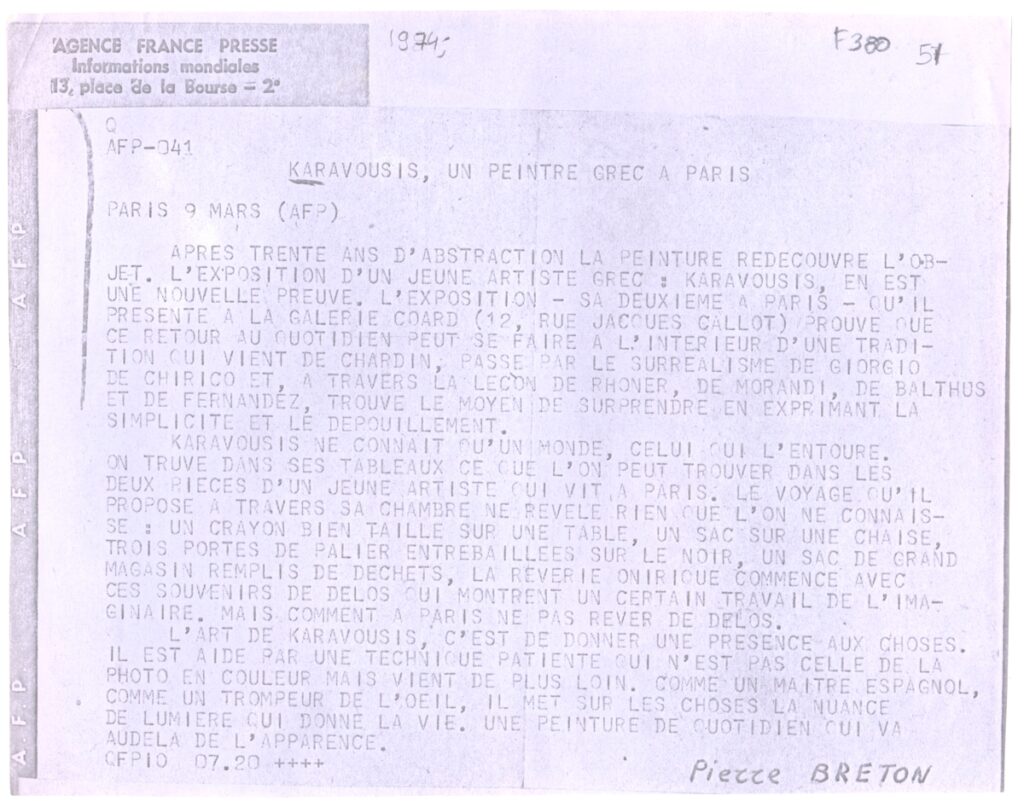 AGENCE FRANCE PRESSE
Informations mondiales
13, place de la Bourse - 2e
1974;
F380 51
Q
AFP-041
KARAVOUSIS, UN PEINTRE GREC A PARIS
PARIS 9 MARS (AFP)
APRES TRENTE ANS D'ABSTRACTION LA PEINTURE REDECOUVRE L'OB-
JET. L'EXPOSITION D'UN JEUNE ARTISTE GREC : KARAVOUSIS, EN EST
UNE NOUVELLE PREUVE. L'EXPOSITION - SA DEUXIEME A PARIS - QU'IL
PRESENTE A LA GALERIE COARD (12, RUE JACQUES CALLOT) PROUVE QUE
CE RETOUR AU QUOTIDIEN PEUT SE FAIRE A L'INTERIEUR D'UNE TRADI-
TION QUI VIENT DE CHARDIN, PASSE PAR LE SURREALISME DE GIORGIO
DE CHIRICO ET, A TRAVERS LA LECON DE RHONER, DE MORANDI, DE BALTHUS
ET DE FERNANDEZ, TROUVE LE MOYEN DE SURPRENDRE EN EXPRIMANT LA
SIMPLICITE ET LE DEPOUILLEMENT.
KARAVOUSIS NE CONNAIT QU'UN MONDE, CELUI QUI L'ENTOURE.
ON TRUVE DANS SES TABLEAUX CE QUE L'ON PEUT TROUVER DANS LES
DEUX PIECES D'UN JEUNE ARTISTE QUI VIT A PARIS. LE VOYAGE QU'IL
PROPOSE A TRAVERS SA CHAMBRE NE REVELE RIEN QUE L'ON NE CONNAIS-
SE : UN CRAYON BIEN TAILLE SUR UNE TABLE, UN SAC SUR UNE CHAISE,
TROIS PORTES DE PALIER ENTREBAILLEES SUR LE NOIR, UN SAC DE GRAND
MAGASIN REMPLIS DE DECHETS, LA REVERIE ONIRIQUE COMMENCE AVEC
CES SOUVENIRS DE DELOS QUI MONTRENT UN CERTAIN TRAVAIL DE L'IMA-
GINAIRE. MAIS COMMENT A PARIS NE PAS REVER DE DELOS.
L'ART DE KARAVOUSIS, C'EST DE DONNER UNE PRESENCE AUX CHOSES.
IL EST AIDE PAR UNE TECHNIQUE PATIENTE QUI N'EST PAS CELLE DE LA
PHOTO EN COULEUR MAIS VIENT DE PLUS LOIN. COMME UN MAITRE ESPAGNOL,
COMME UN TROMPEUR DE L'OEIL, IL MET SUR LES CHOSES LA NUANCE
DE LUMIERE QUI DONNE LA VIE. UNE PEINTURE DE QUOTIDIEN QUI VA
AUDELA DE L'APPARENCE.
QFPIO 07.20 ++++
Pierre BRETON
A F P
A F P
A.F P